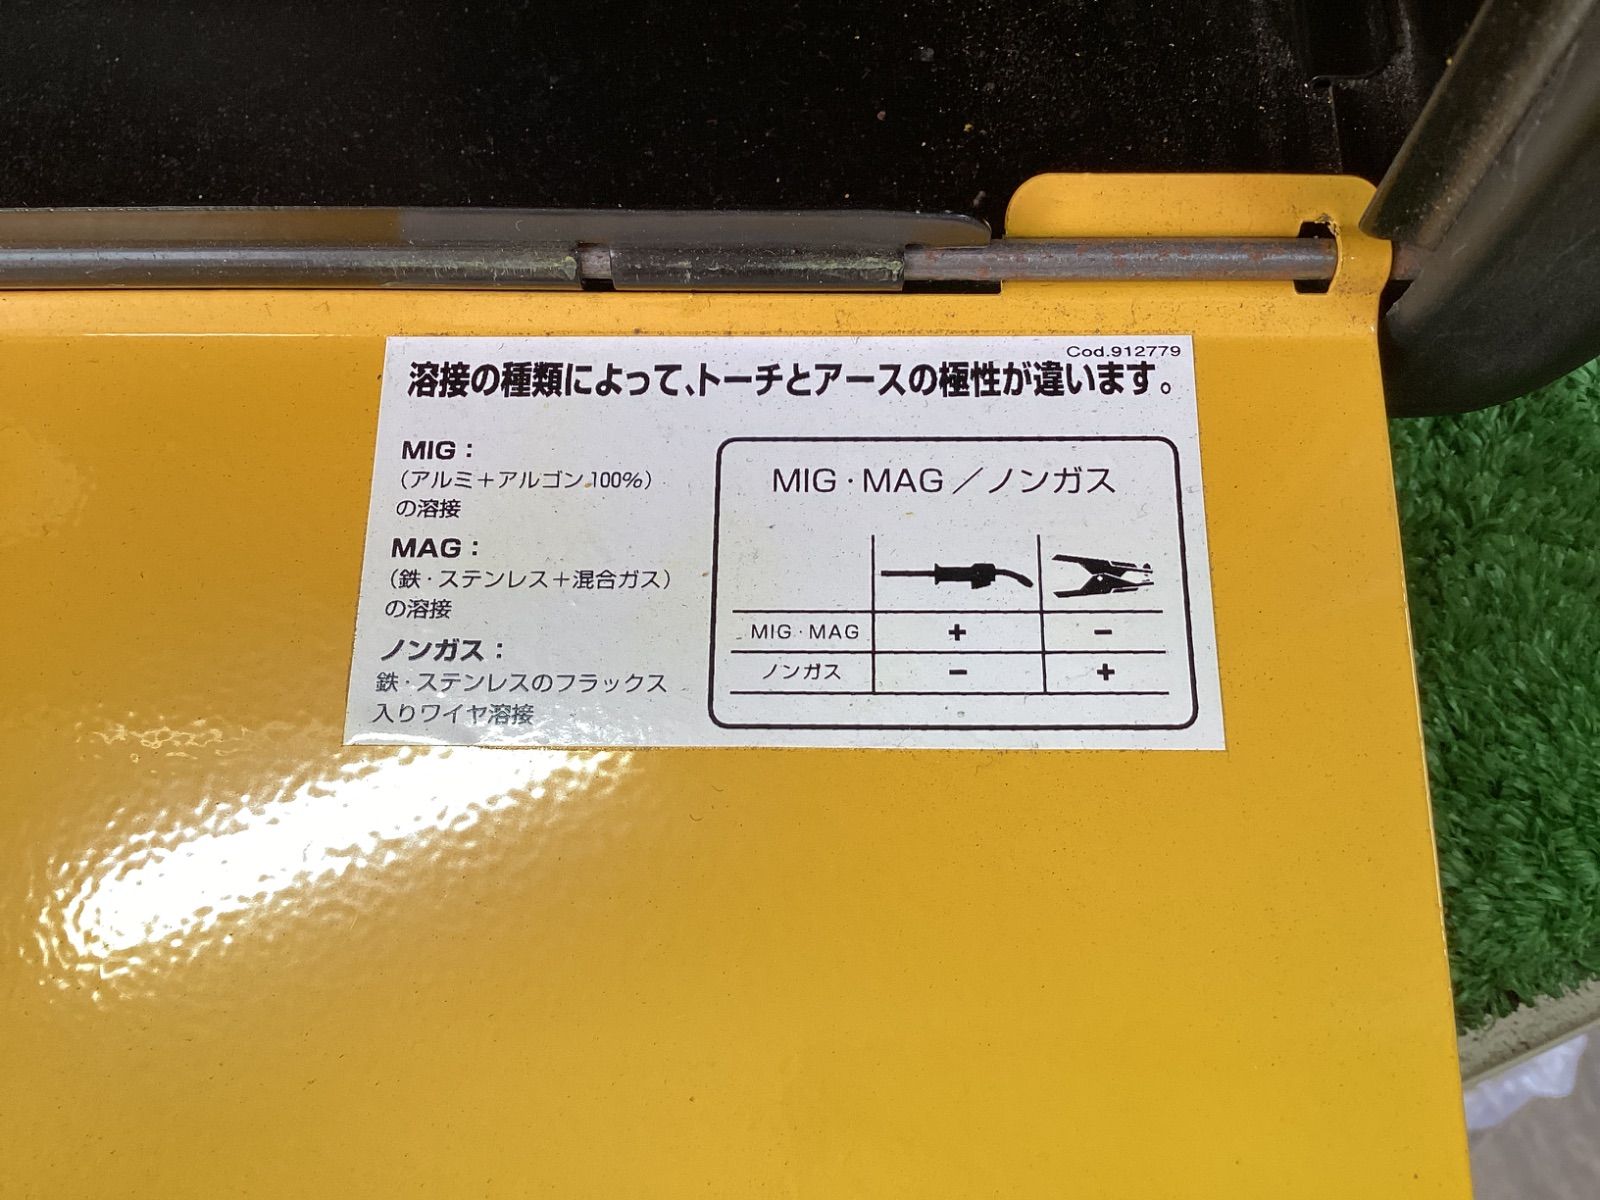 Cod.912779
溶接の種類によって、トーチとアースの極性が違います。
MIG：
（アルミ＋アルゴン100%）
の溶接
MAG：
（鉄・ステンレス＋混合ガス）
の溶接
ノンガス：
鉄・ステンレスのフラックス
入りワイヤ溶接
MIG・MAG／ノンガス
MIG・MAG + −
ノンガス − +